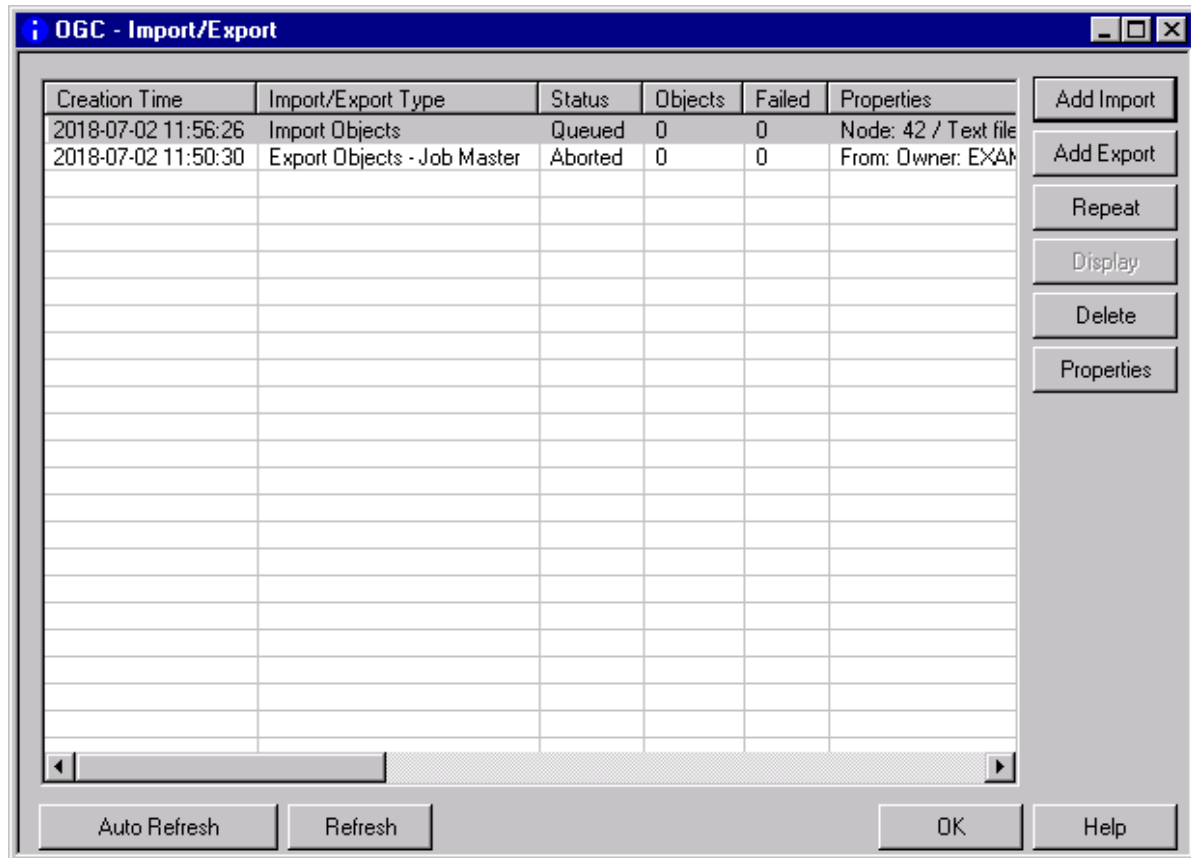 OGC - Import/Export
Creation Time Import/Export Type Status Objects Failed Properties
2018-07-02 11:56:26 Import Objects Queued 0 0 Node: 42 / Text file
2018-07-02 11:50:30 Export Objects - Job Master Aborted 0 0 From: Owner: EXAM
Add Import
Add Export
Repeat
Display
Delete
Properties
Auto Refresh Refresh OK Help